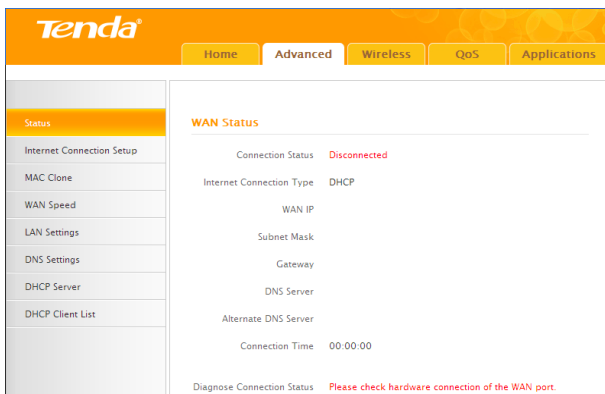 Tenda®
Home Advanced Wireless QoS Applications
Status
Internet Connection Setup
MAC Clone
WAN Speed
LAN Settings
DNS Settings
DHCP Server
DHCP Client List
WAN Status
Connection Status Disconnected
Internet Connection Type DHCP
WAN IP
Subnet Mask
Gateway
DNS Server
Alternate DNS Server
Connection Time 00:00:00
Diagnose Connection Status Please check hardware connection of the WAN port.